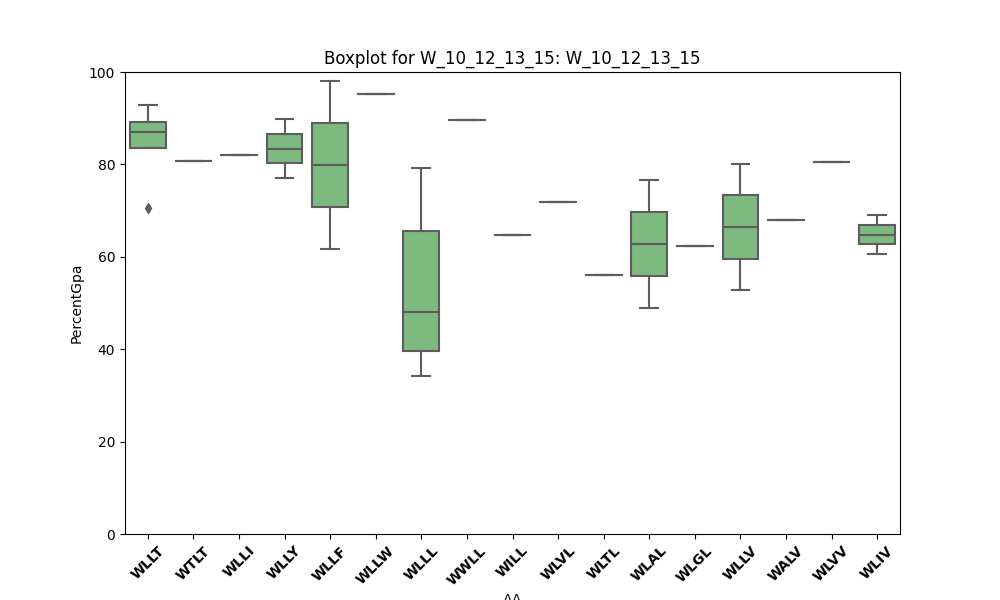 Boxplot for W_10_12_13_15: W_10_12_13_15
PercentGpa
100
80
60
40
20
0
WLLT
WTLT
WLLI
WLLY
WLLF
WLLW
WLLL
WWLL
WILL
WLVL
WLTL
WLAL
WLGL
WLLV
WALV
WLVV
WLIV
AA